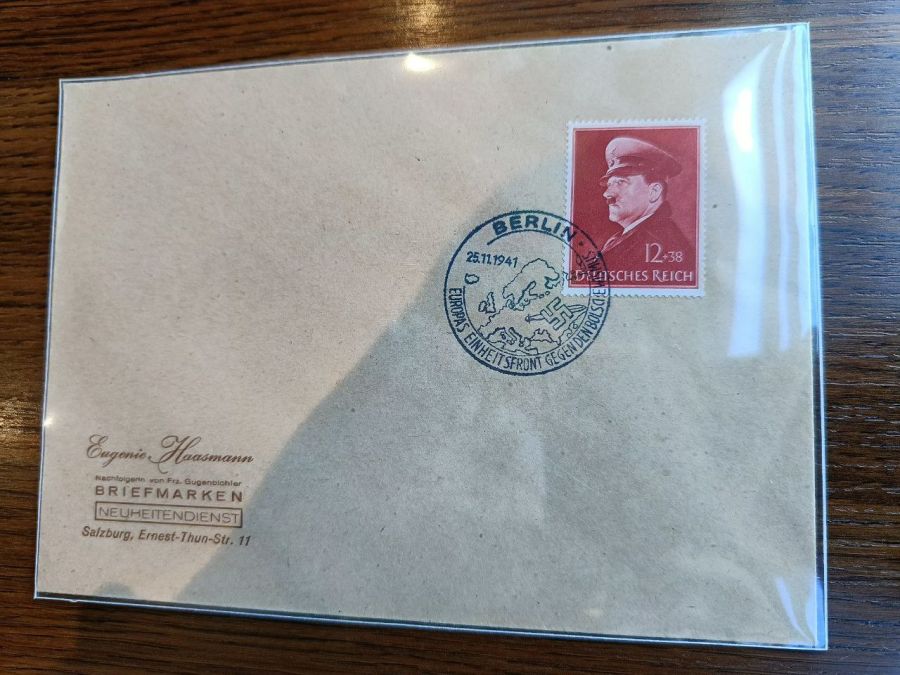 12+38
DEUTSCHES REICH
BERLIN
25.11.1941
EUROPAS EINHEITSFRONT GEGEN DEN BOLSCHEWISMUS
Eugenie Haasmann
Nachfolgerin von Frz. Gugenbichler
BRIEFMARKEN
NEUHEITENDIENST
Salzburg, Ernest-Thun-Str. 11